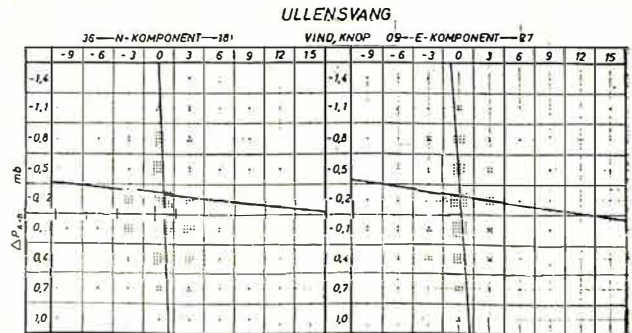 ULLENSVANG
36—N-KOMPONENT—18 VIND, KNOP 09—E-KOMPONENT—27
-9 -6 -3 0 3 6 9 12 15 -9 -6 -3 0 3 6 9 12 15
-1,4 -1,4
-1,1 -1,1
-0,8 -0,8
-0,5 -0,5
mb
-0,2 -0,2
ΔP A-B
0,1 -0,1
0,4 0,4
0,7 0,7
1,0 1,0